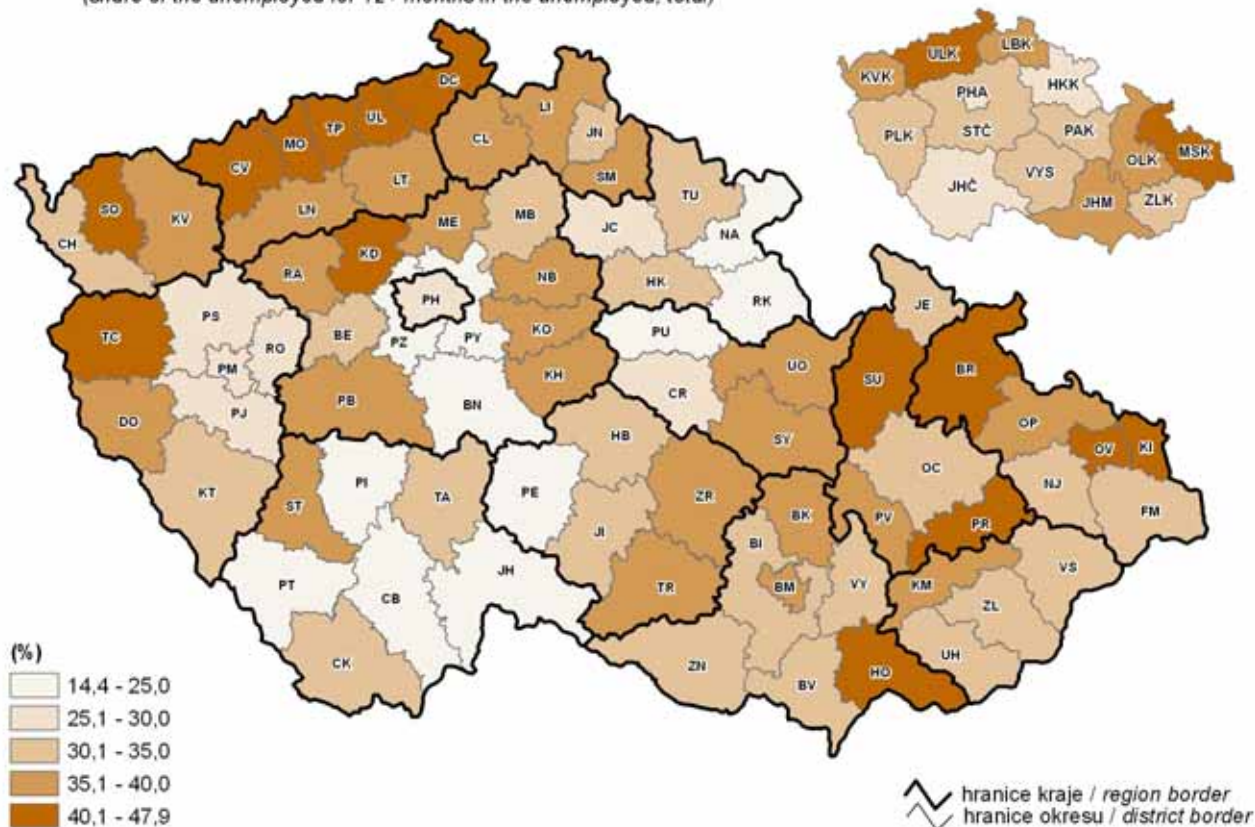 (share of the unemployed for 12+ months in the unemployed, total)
DC
ULK
LBK
KVK
HKK
PHA
PLK
STČ
PAK
MSK
OLK
VYS
JHČ
JHM
ZLK
UL
TP
MO
CV
LI
JN
CL
LT
SM
SO
KV
LN
TU
ME
MB
CH
JC
NA
KD
RA
NB
HK
RK
PH
JE
PS
TC
KO
PU
BE
RO
PZ
PY
PM
UO
SU
BR
KH
PB
BN
CR
DO
PJ
OP
SY
HB
OV
KI
OC
KT
PI
TA
PE
ZR
NJ
ST
BK
PV
PR
FM
JI
BI
VS
PT
JH
TR
BM
VY
KM
CB
ZL
CK
ZN
UH
BV
HO
(%)
14,4 - 25,0
25,1 - 30,0
30,1 - 35,0
35,1 - 40,0
40,1 - 47,9
hranice kraje / region border
hranice okresu / district border